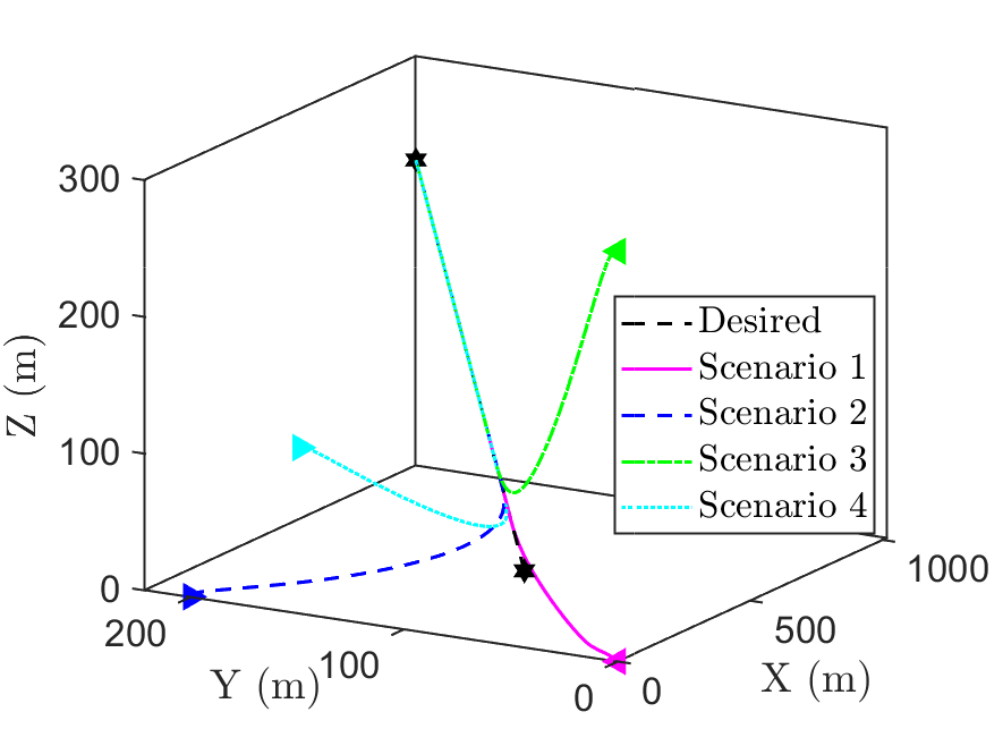 300
200
100
0
Z (m)
200
100
0
Y (m)
0
500
1000
X (m)
Desired
Scenario 1
Scenario 2
Scenario 3
Scenario 4